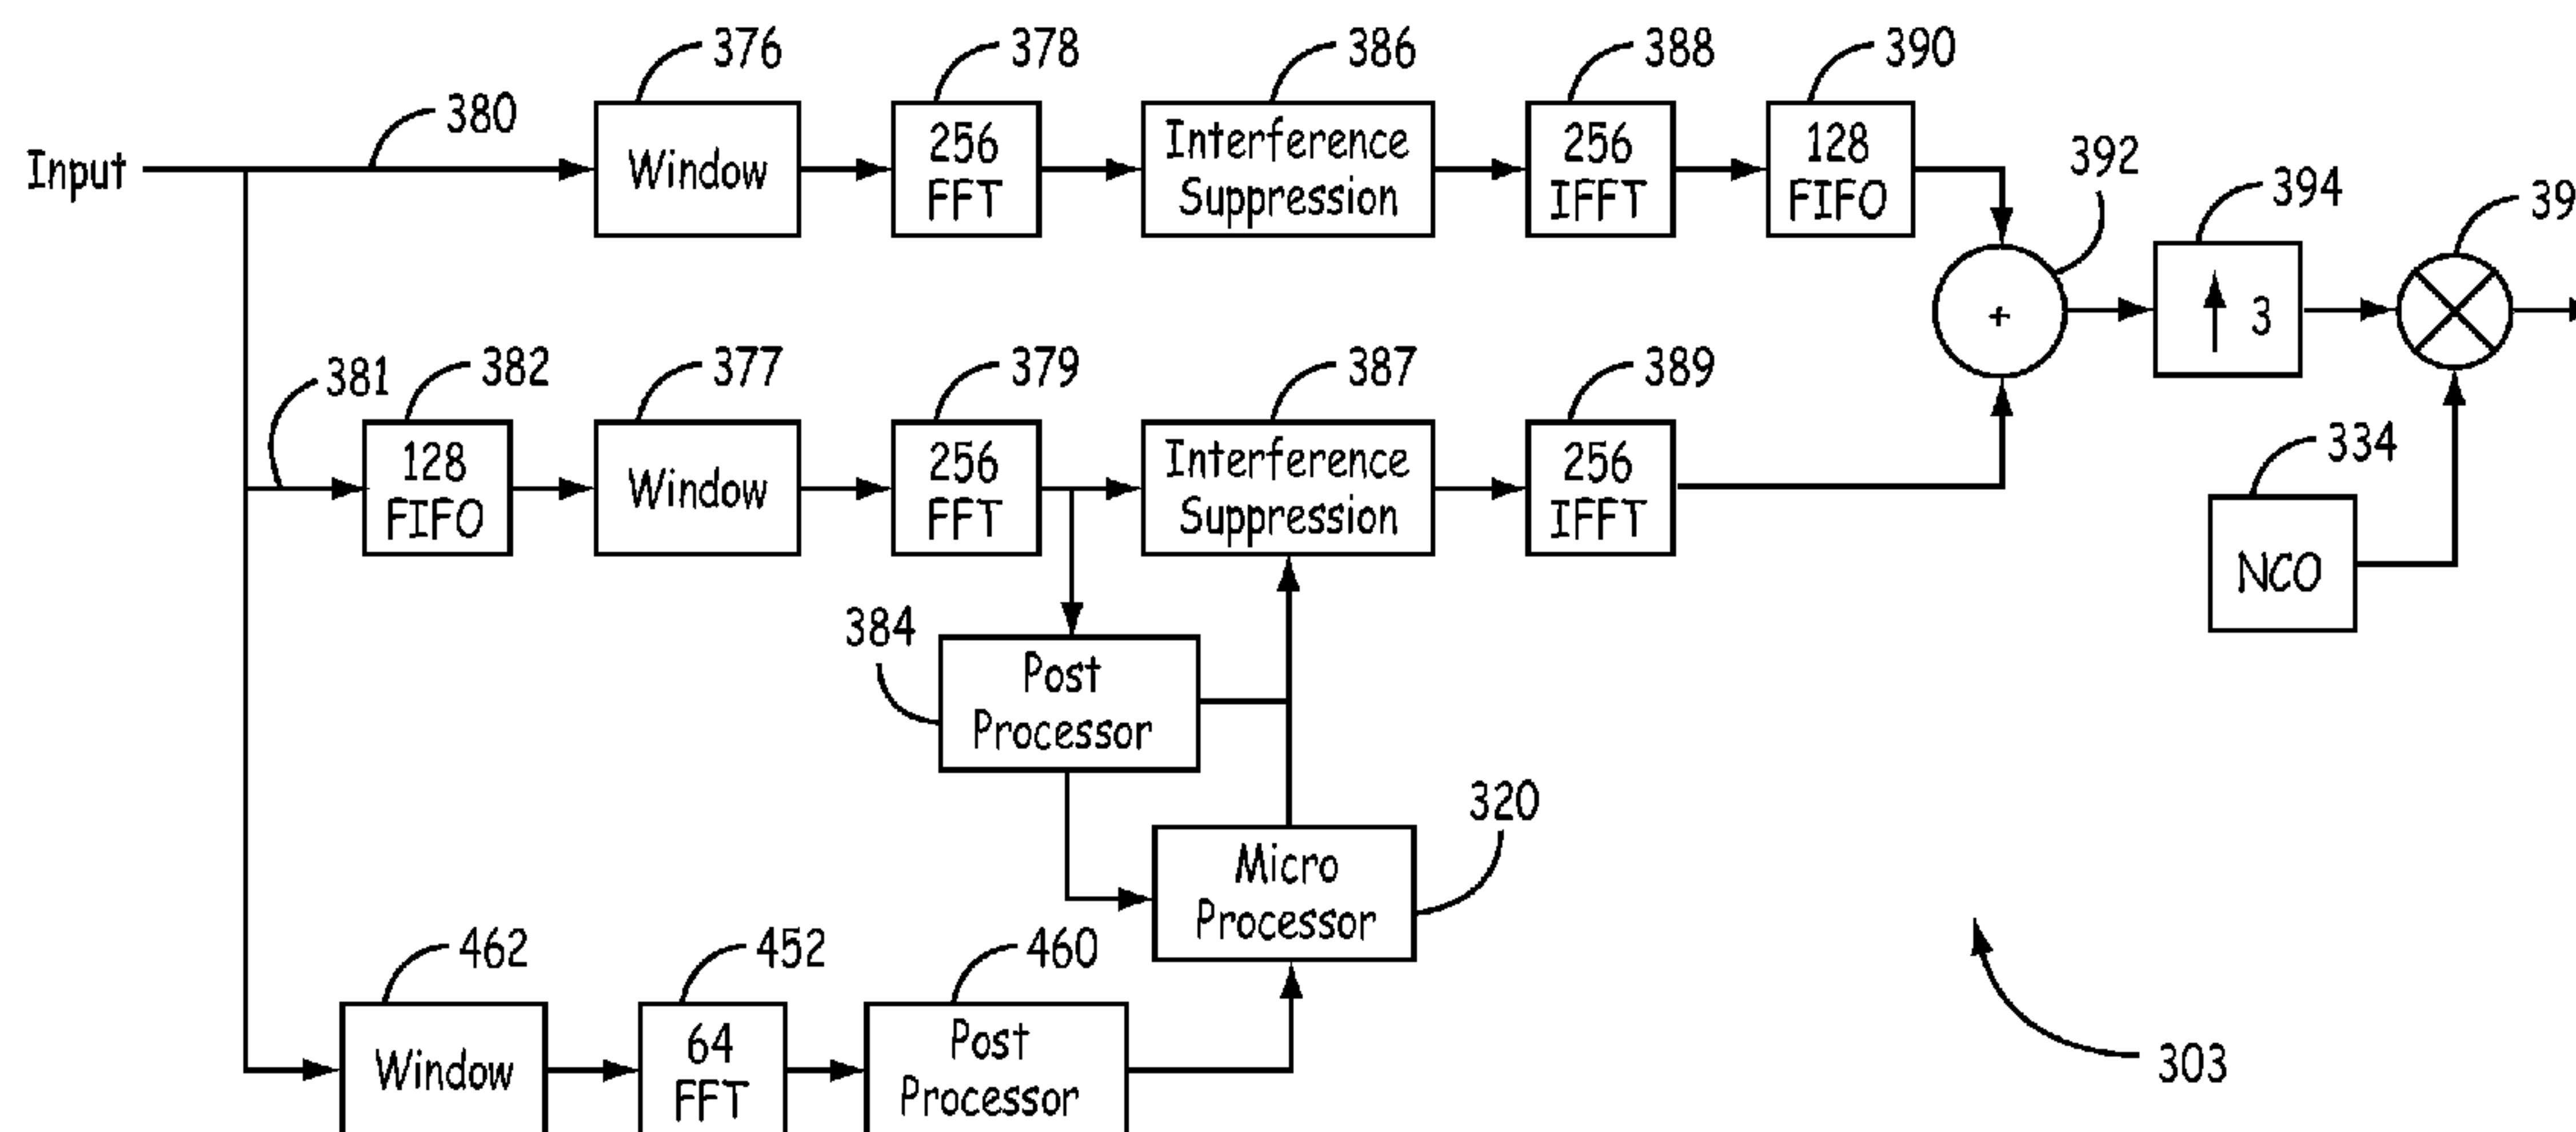 376
378
386
388
390
380
392
Input
Window
256
FFT
Interference
Suppression
256
IFFT
128
FIFO
394
39
+
3
381
382
377
379
387
389
128
FIFO
Window
256
FFT
Interference
Suppression
256
IFFT
334
NCO
384
Post
Processor
320
Micro
Processor
462
452
460
Window
64
FFT
Post
Processor
303